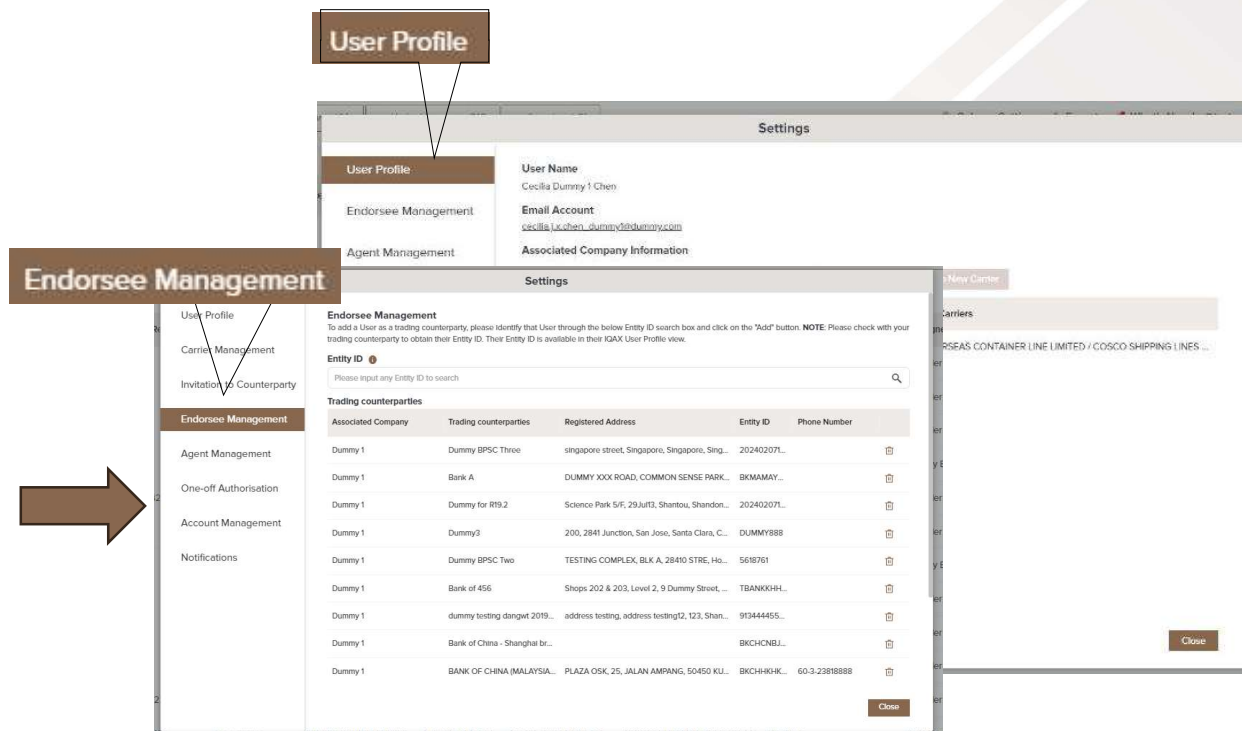 User Profile
Settings
User Profile
User Name
Cecilia Dummy 1 Chen
Endorsee Management
Email Account
cecilia.j.x.chen_dummy1@dummy.com
Agent Management
Associated Company Information
New Carrier
Carriers
RSEAS CONTAINER LINE LIMITED / COSCO SHIPPING LINES ...
Close
Endorsee Management
Settings
User Profile
Carrier Management
Invitation to Counterparty
Endorsee Management
Agent Management
One-off Authorisation
Account Management
Notifications
Endorsee Management
To add a User as a trading counterparty, please identify that User through the below Entity ID search box and click on the "Add" button. NOTE: Please check with your
trading counterparty to obtain their Entity ID. Their Entity ID is available in their IQAX User Profile view.
Entity ID
Please input any Entity ID to search
Trading counterparties
Associated Company Trading counterparties Registered Address Entity ID Phone Number
Dummy 1 Dummy BPSC Three singapore street, Singapore, Singapore, Sing... 202402071...
Dummy 1 Bank A DUMMY XXX ROAD, COMMON SENSE PARK... BKMAMAY...
Dummy 1 Dummy for R19.2 Science Park 5/F, 29Jul13, Shantou, Shandon... 202402071...
Dummy 1 Dummy3 200, 2841 Junction, San Jose, Santa Clara, C... DUMMY888
Dummy 1 Dummy BPSC Two TESTING COMPLEX, BLK A, 28410 STRE, Ho... 5618761
Dummy 1 Bank of 456 Shops 202 & 203, Level 2, 9 Dummy Street, ... TBANKKHH...
Dummy 1 dummy testing dangwt 2019... address testing, address testing12, 123, Shan... 913444455...
Dummy 1 Bank of China - Shanghai br... BKCHCNBJ...
Dummy 1 BANK OF CHINA (MALAYSIA... PLAZA OSK, 25, JALAN AMPANG, 50450 KU... BKCHHKHK... 60-3-23818888
Close